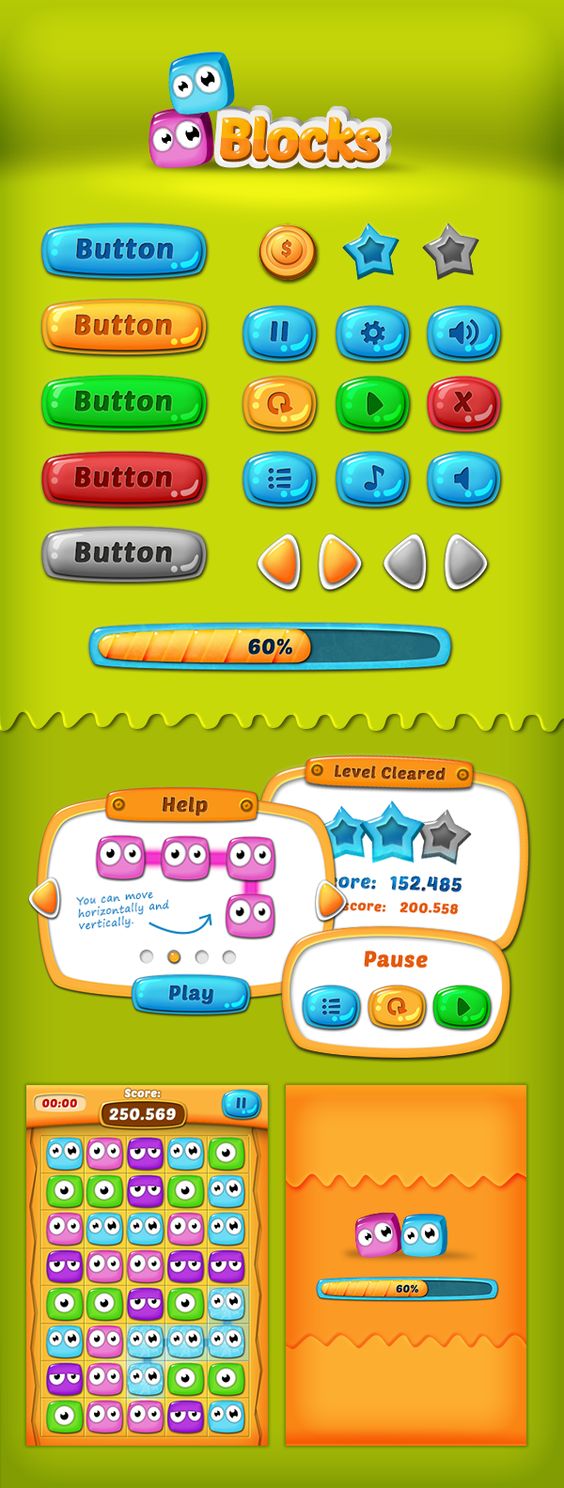 Blocks
Button
$
Button
Button
Button
Button
60%
Level Cleared
Help
ore: 152.485
score: 200.558
You can move
horizontally and
vertically.
Pause
Play
Score:
00:00
250.569
60%